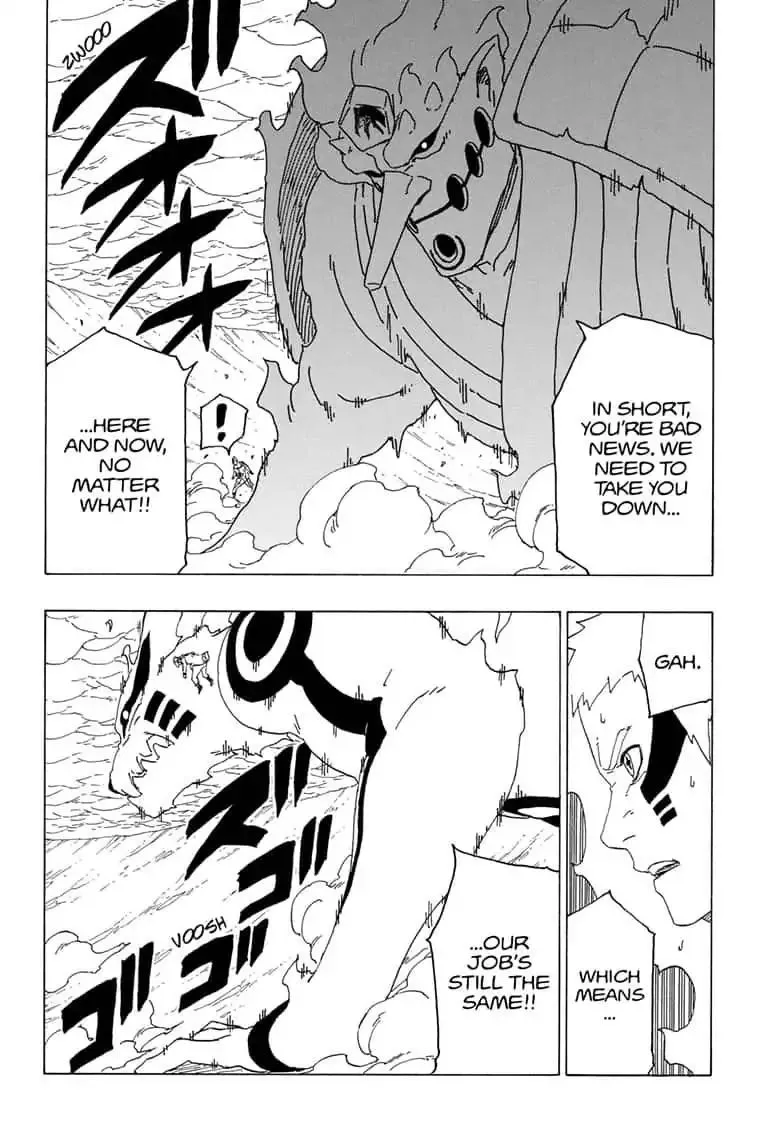 IN SHORT,
YOU'RE BAD
NEWS. WE
NEED TO
TAKE YOU
DOWN...
ZWOOO
ズオオオ
!
...HERE
AND NOW,
NO
MATTER
WHAT!!
GAH.
WHICH
MEANS
...
...OUR
JOB'S
STILL THE
SAME!!
ズゴゴゴゴ
VOOSH